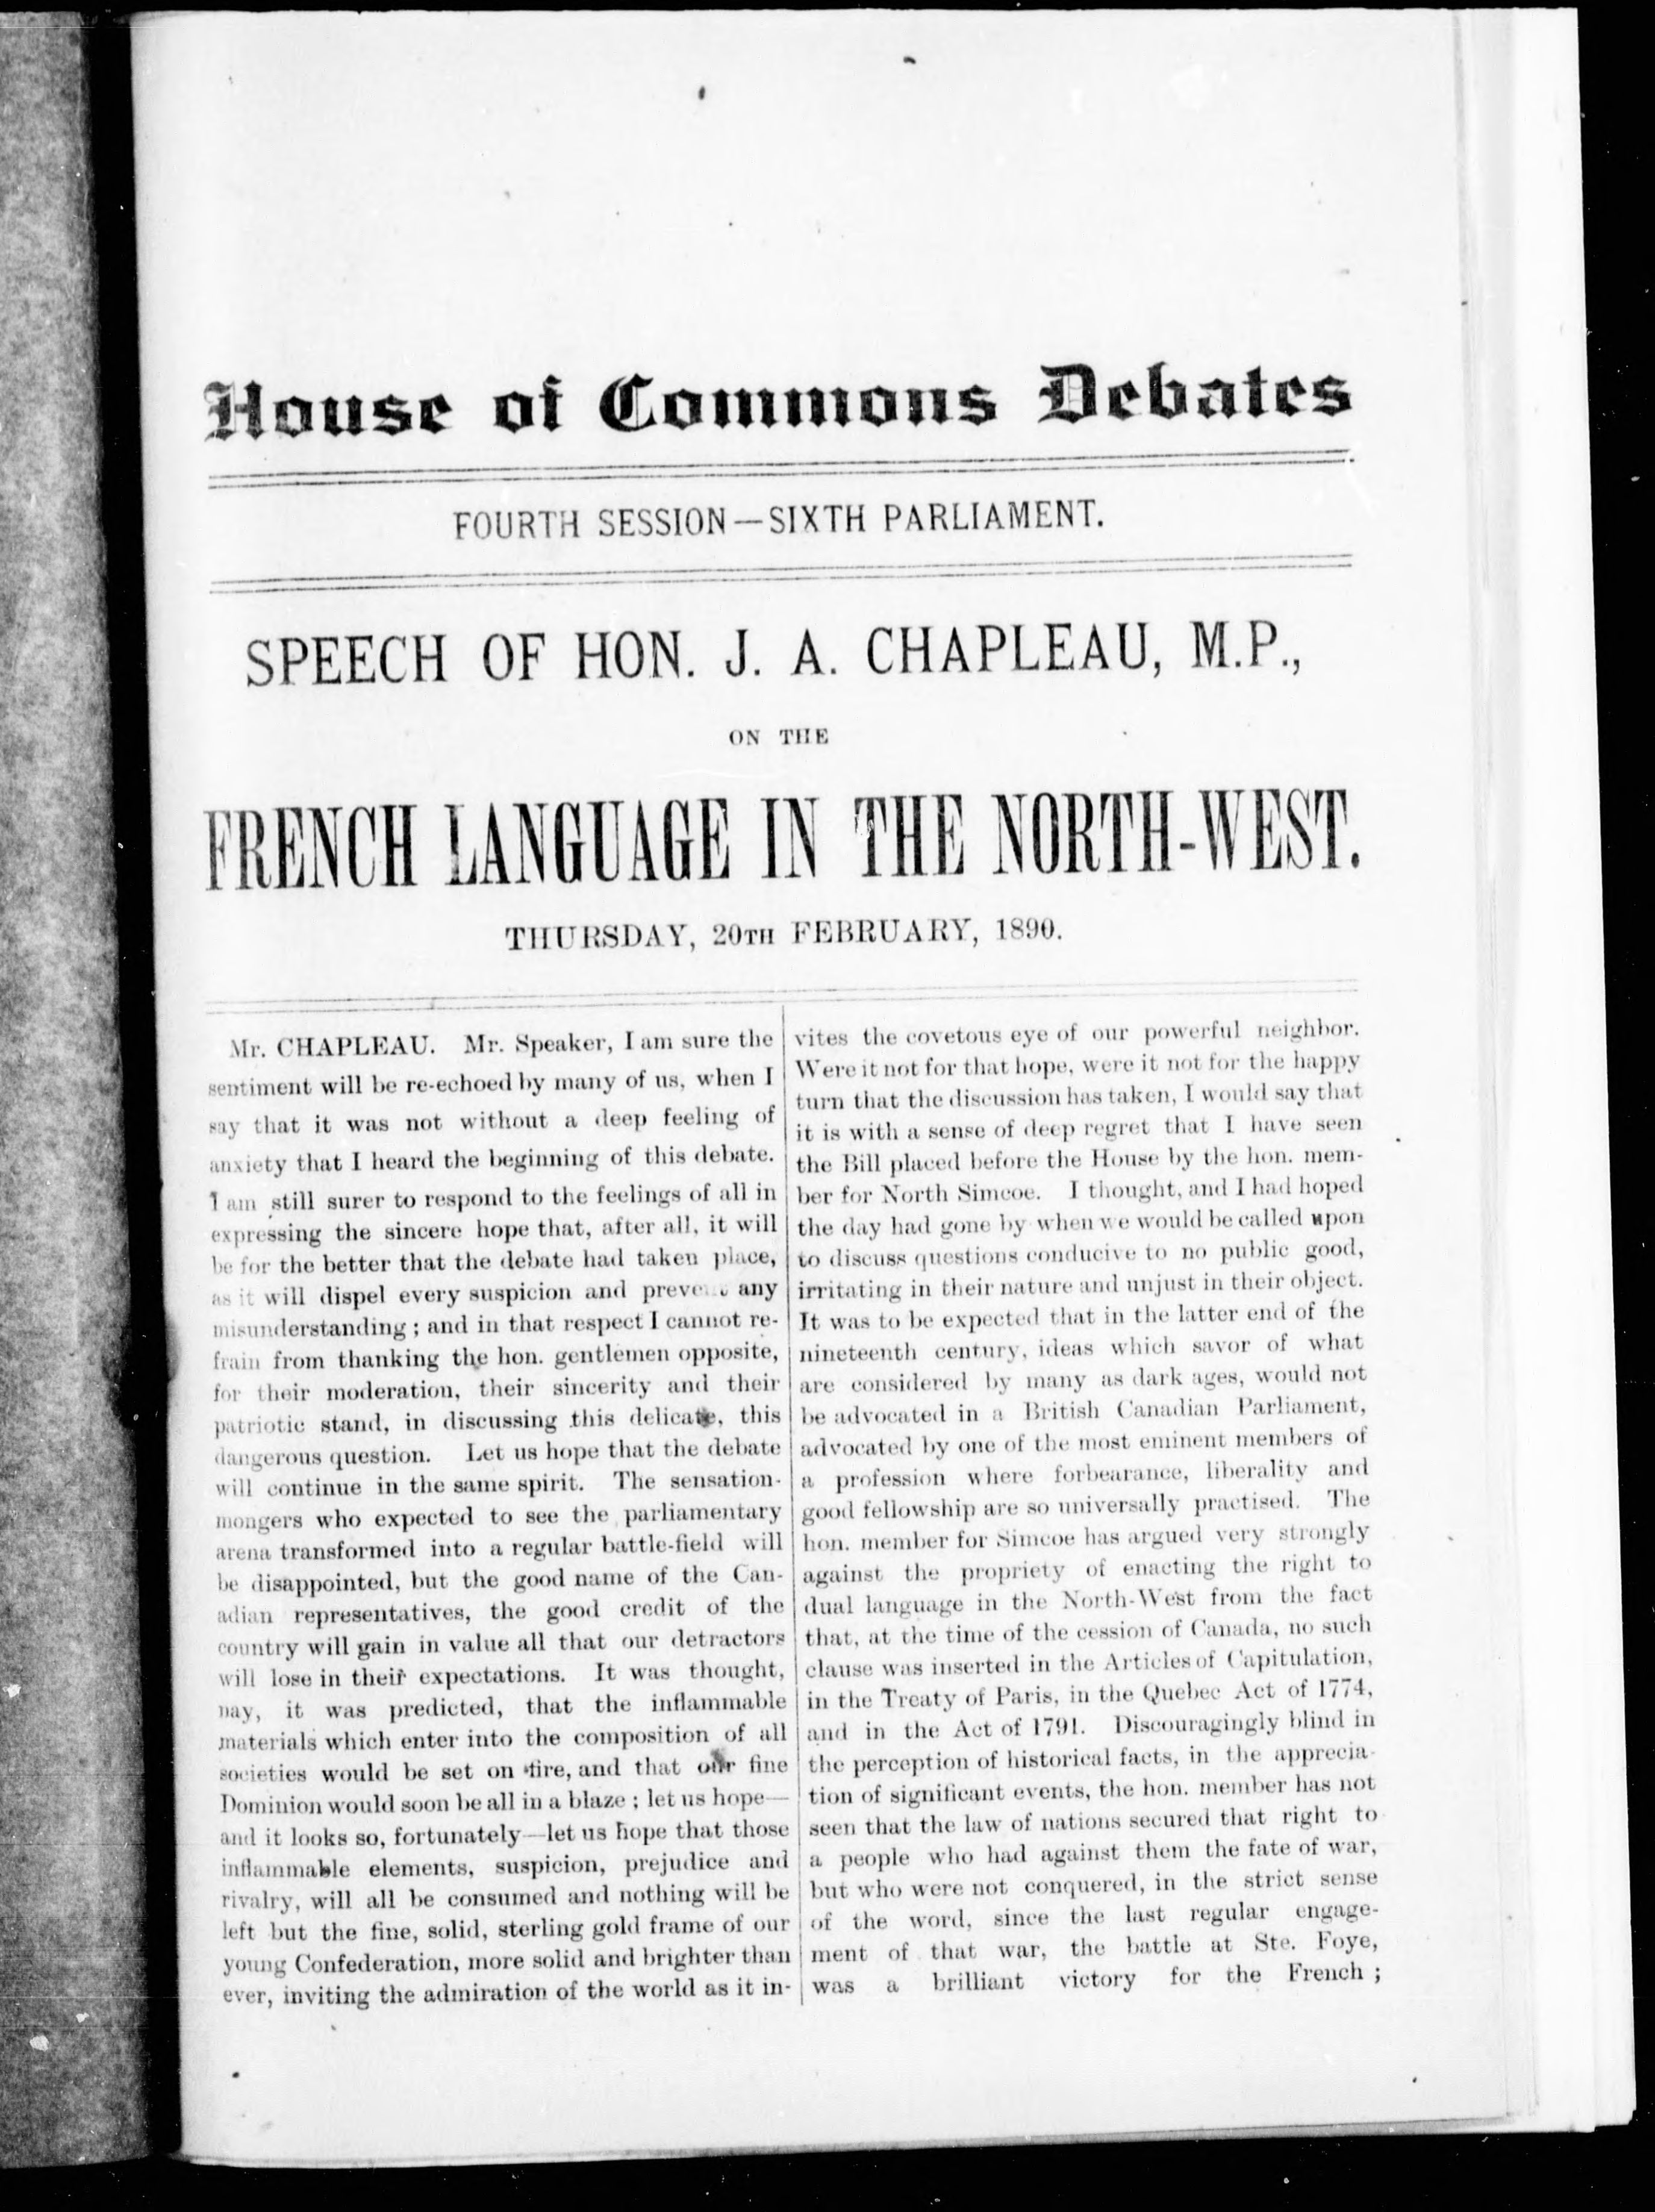 House of Commons Debates
FOURTH SESSION—SIXTH PARLIAMENT.
SPEECH OF HON. J. A. CHAPLEAU, M.P.,
ON THE
FRENCH LANGUAGE IN THE NORTH-WEST.
THURSDAY, 20TH FEBRUARY, 1890.
Mr. CHAPLEAU. Mr. Speaker, I am sure the
sentiment will be re-echoed by many of us, when I
say that it was not without a deep feeling of
anxiety that I heard the beginning of this debate.
I am still surer to respond to the feelings of all in
expressing the sincere hope that, after all, it will
be for the better that the debate had taken place,
as it will dispel every suspicion and prevent any
misunderstanding ; and in that respect I cannot re-
frain from thanking the hon. gentlemen opposite,
for their moderation, their sincerity and their
patriotic stand, in discussing this delicate, this
dangerous question. Let us hope that the debate
will continue in the same spirit. The sensation-
mongers who expected to see the parliamentary
arena transformed into a regular battle-field will
be disappointed, but the good name of the Can-
adian representatives, the good credit of the
country will gain in value all that our detractors
will lose in their expectations. It was thought,
nay, it was predicted, that the inflammable
materials which enter into the composition of all
societies would be set on fire, and that our fine
Dominion would soon be all in a blaze ; let us hope—
and it looks so, fortunately—let us hope that those
inflammable elements, suspicion, prejudice and
rivalry, will all be consumed and nothing will be
left but the fine, solid, sterling gold frame of our
young Confederation, more solid and brighter than
ever, inviting the admiration of the world as it in-
vites the covetous eye of our powerful neighbor.
Were it not for that hope, were it not for the happy
turn that the discussion has taken, I would say that
it is with a sense of deep regret that I have seen
the Bill placed before the House by the hon. mem-
ber for North Simcoe. I thought, and I had hoped
the day had gone by when we would be called upon
to discuss questions conducive to no public good,
irritating in their nature and unjust in their object.
It was to be expected that in the latter end of the
nineteenth century, ideas which savor of what
are considered by many as dark ages, would not
be advocated in a British Canadian Parliament,
advocated by one of the most eminent members of
a profession where forbearance, liberality and
good fellowship are so universally practised. The
hon. member for Simcoe has argued very strongly
against the propriety of enacting the right to
dual language in the North-West from the fact
that, at the time of the cession of Canada, no such
clause was inserted in the Articles of Capitulation,
in the Treaty of Paris, in the Quebec Act of 1774,
and in the Act of 1791. Discouragingly blind in
the perception of historical facts, in the apprecia-
tion of significant events, the hon. member has not
seen that the law of nations secured that right to
a people who had against them the fate of war,
but who were not conquered, in the strict sense
of the word, since the last regular engage-
ment of that war, the battle at Ste. Foye,
was a brilliant victory for the French ;